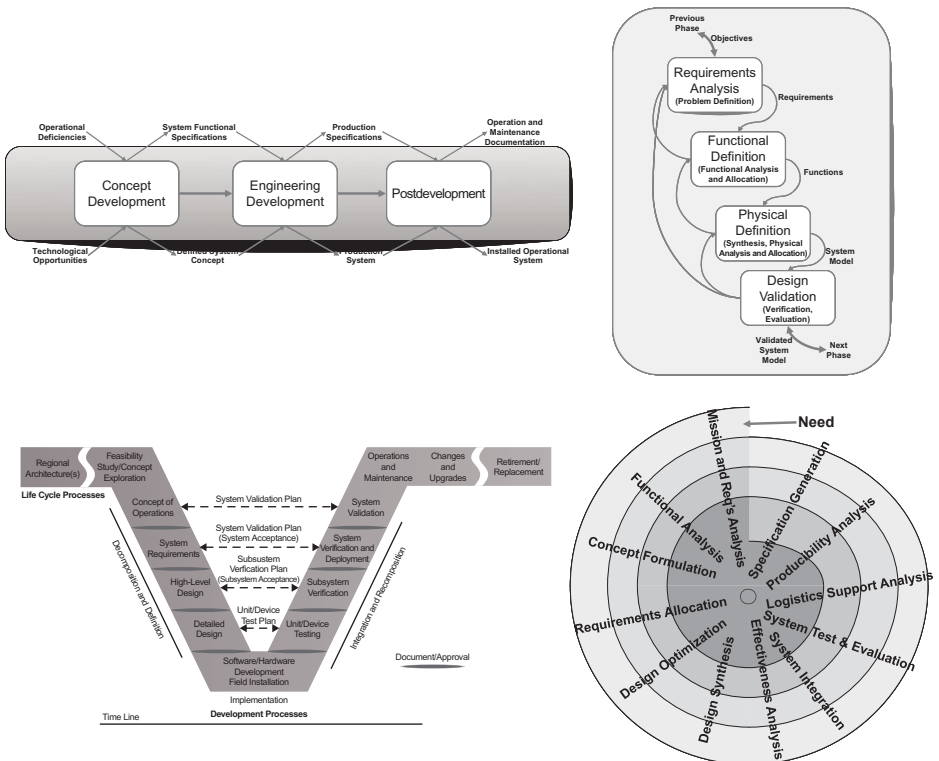 Operational
Deficiencies
System Functional
Specifications
Production
Specifications
Operation and
Maintenance
Documentation
Concept
Development
Engineering
Development
Postdevelopment
Technological
Opportunities
Defined System
Concept
Production
System
Installed Operational
System
Previous
Phase
Objectives
Requirements
Analysis
(Problem Definition)
Requirements
Functional
Definition
(Functional Analysis
and Allocation)
Functions
Physical
Definition
(Synthesis, Physical
Analysis and Allocation)
System
Model
Design
Validation
(Verification,
Evaluation)
Validated
System
Model
Next
Phase
Regional
Architecture(s)
Feasibility
Study/Concept
Exploration
Operations
and
Maintenance
Changes
and
Upgrades
Retirement/
Replacement
Life Cycle Processes
Concept of
Operations
System Validation Plan
System
Validation
System
Requirements
System Validation Plan
(System Acceptance)
System
Verification and
Deployment
High-Level
Design
Subsustem
Verfication Plan
(Subsystem Acceptance)
Subsystem
Verification
Detailed
Design
Unit/Device
Test Plan
Unit/Device
Testing
Decomposition and Definition
Integration and Recomposition
Software/Hardware
Development
Field Installation
Document/Approval
Implementation
Development Processes
Time Line
Need
Mission and Req's Analysis
Specification Generation
Producibility Analysis
Logistics Support Analysis
System Test & Evaluation
System Integration
Effectiveness Analysis
Design Synthesis
Design Optimization
Requirements Allocation
Concept Formulation
Functional Analysis